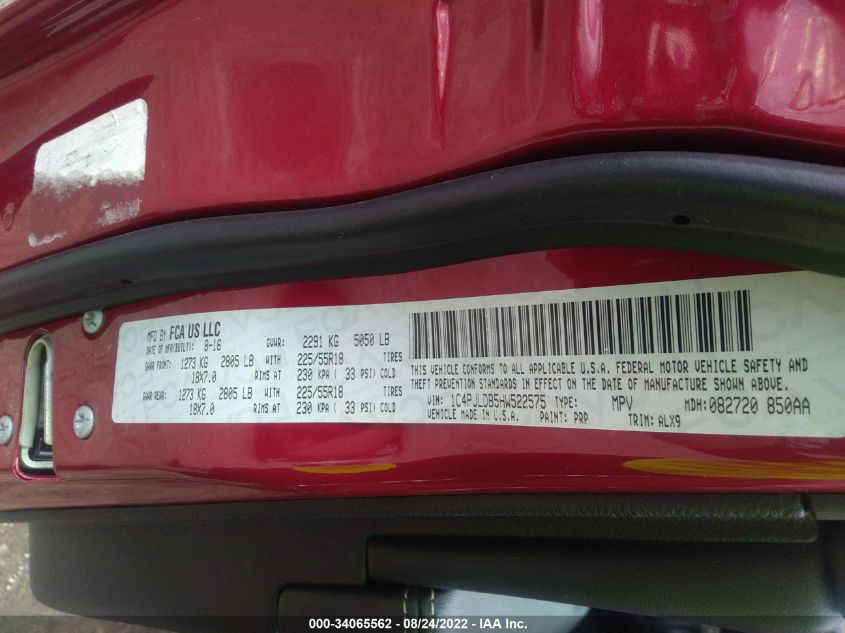 MFD BY FCA US LLC
DATE OF MFR(BUILT): 8-16 GVWR: 2291 KG 5050 LB
GAWR FRONT: 1273 KG 2805 LB WITH 225/55R18 TIRES
18X7.0 RIMS AT 230 KPA ( 33 PSI) COLD
GAWR REAR: 1273 KG 2805 LB WITH 225/55R18 TIRES
18X7.0 RIMS AT 230 KPA ( 33 PSI) COLD
THIS VEHICLE CONFORMS TO ALL APPLICABLE U.S.A. FEDERAL MOTOR VEHICLE SAFETY AND
THEFT PREVENTION STANDARDS IN EFFECT ON THE DATE OF MANUFACTURE SHOWN ABOVE.
VIN: 1C4PJLDB5HW522575 TYPE: MPV MDH:082720 850AA
VEHICLE MADE IN U.S.A. PAINT: PRP TRIM: ALX9
000-34065562 - 08/24/2022 - IAA Inc.